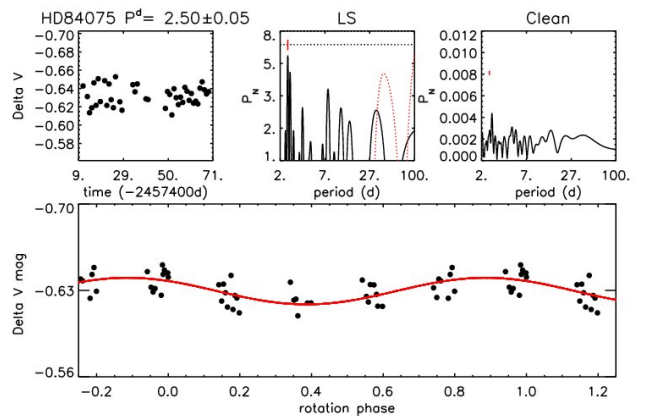 HD84075 P^d= 2.50±0.05
LS
Clean
Delta V
-0.70
-0.68
-0.66
-0.64
-0.62
-0.60
-0.58
9. 29. 50. 71.
time (-2457400d)
P_N
8.
5.
3.
2.
1.
2. 7. 27. 100.
period (d)
P_N
0.012
0.010
0.008
0.006
0.004
0.002
0.000
2. 7. 27. 100.
period (d)
Delta V mag
-0.70
-0.63
-0.56
-0.2 0.0 0.2 0.4 0.6 0.8 1.0 1.2
rotation phase